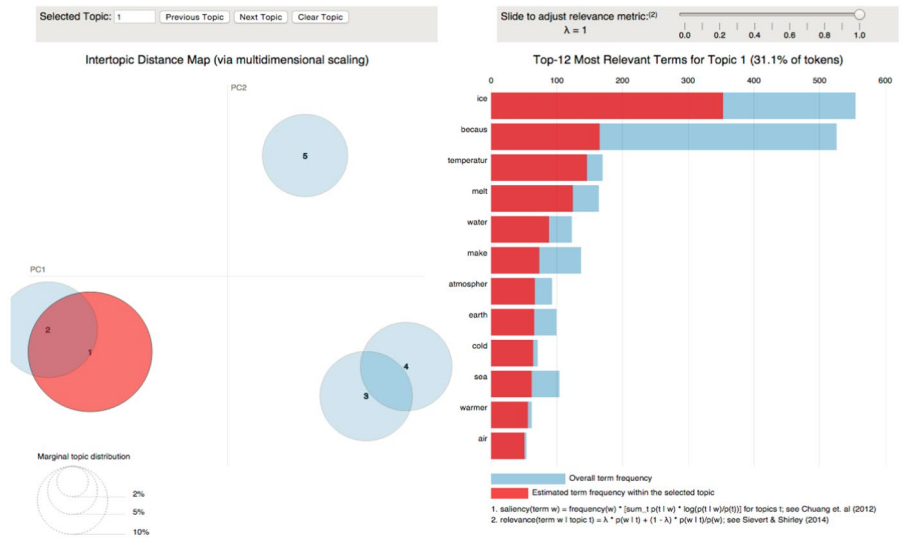 Selected Topic: 1 Previous Topic Next Topic Clear Topic
Slide to adjust relevance metric:(2)
λ = 1
0.0 0.2 0.4 0.6 0.8 1.0
Intertopic Distance Map (via multidimensional scaling)
PC2
PC1
5
2
1
4
3
Marginal topic distribution
2%
5%
10%
Top-12 Most Relevant Terms for Topic 1 (31.1% of tokens)
0 100 200 300 400 500 600
ice
becaus
temperatur
melt
water
make
atmospher
earth
cold
sea
warmer
air
Overall term frequency
Estimated term frequency within the selected topic
1. saliency(term w) = frequency(w) * [sum_t p(t | w) * log(p(t | w)/p(t))] for topics t; see Chuang et. al (2012)
2. relevance(term w | topic t) = λ * p(w | t) + (1 - λ) * p(w | t)/p(w); see Sievert & Shirley (2014)